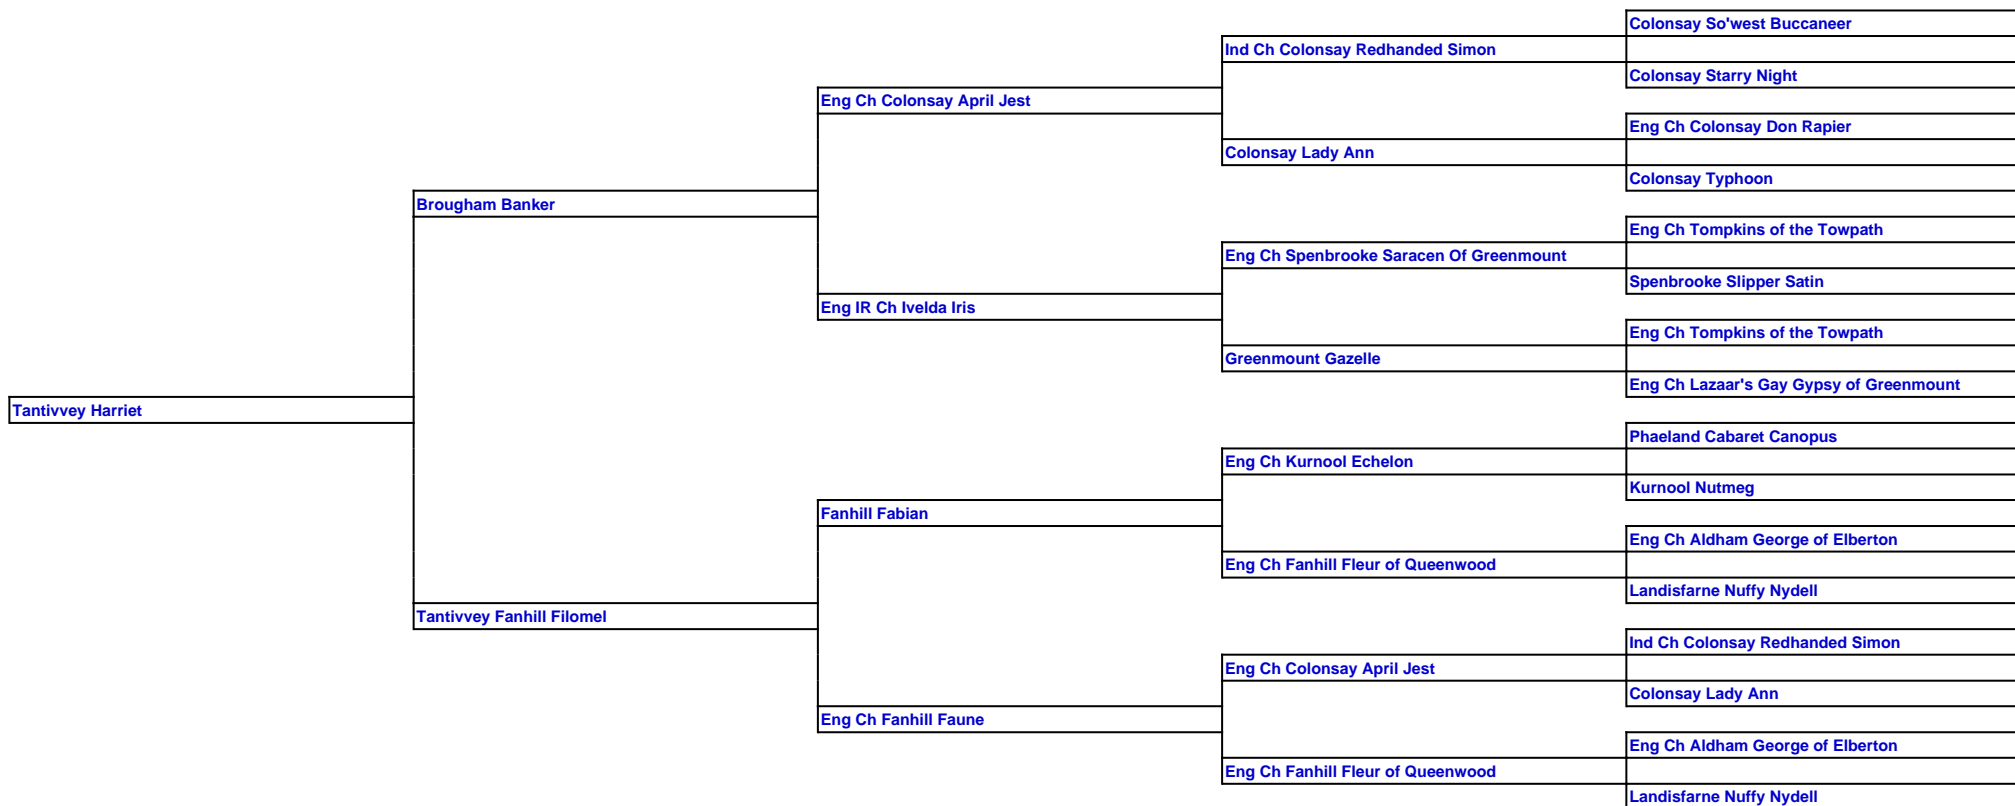 Colonsay So'west Buccaneer
Ind Ch Colonsay Redhanded Simon
Colonsay Starry Night
Eng Ch Colonsay April Jest
Eng Ch Colonsay Don Rapier
Colonsay Lady Ann
Colonsay Typhoon
Brougham Banker
Eng Ch Tompkins of the Towpath
Eng Ch Spenbrooke Saracen Of Greenmount
Spenbrooke Slipper Satin
Eng IR Ch Ivelda Iris
Eng Ch Tompkins of the Towpath
Greenmount Gazelle
Eng Ch Lazaar's Gay Gypsy of Greenmount
Tantivvey Harriet
Phaeland Cabaret Canopus
Eng Ch Kurnool Echelon
Kurnool Nutmeg
Fanhill Fabian
Eng Ch Aldham George of Elberton
Eng Ch Fanhill Fleur of Queenwood
Landisfarne Nuffy Nydell
Tantivvey Fanhill Filomel
Ind Ch Colonsay Redhanded Simon
Eng Ch Colonsay April Jest
Colonsay Lady Ann
Eng Ch Fanhill Faune
Eng Ch Aldham George of Elberton
Eng Ch Fanhill Fleur of Queenwood
Landisfarne Nuffy Nydell